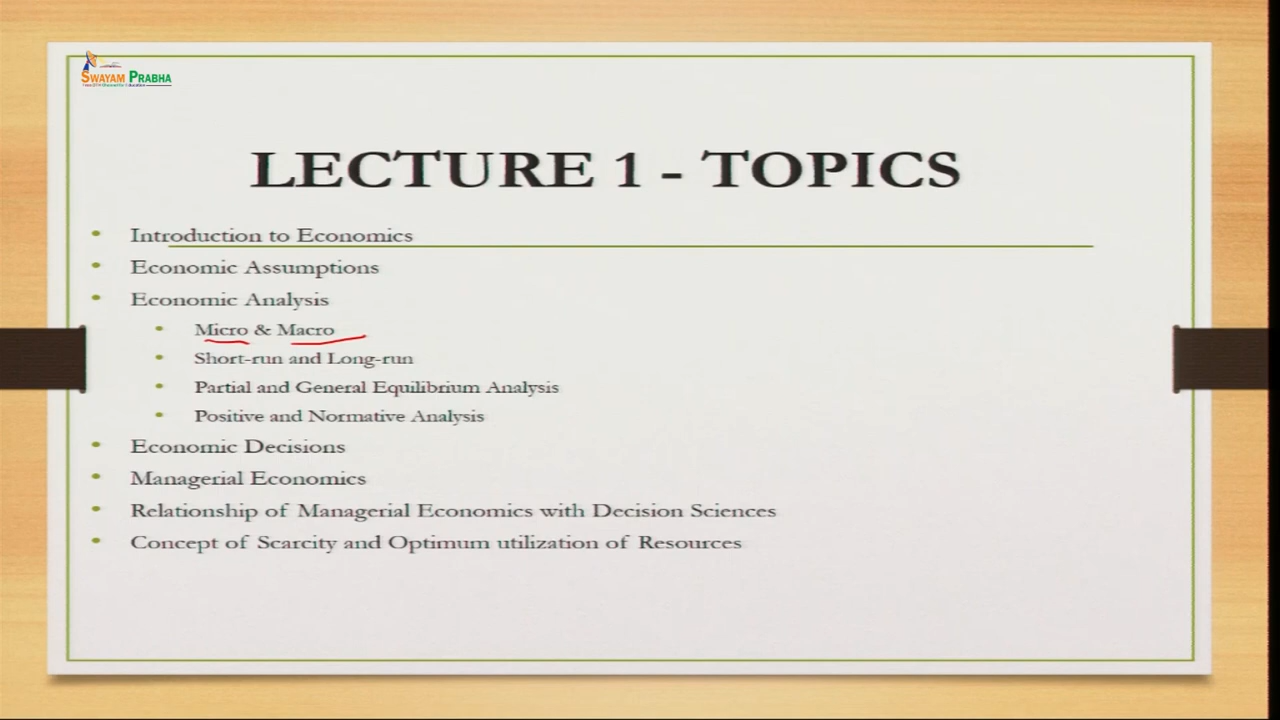 SWAYAM PRABHA
LECTURE 1 - TOPICS
• Introduction to Economics
• Economic Assumptions
• Economic Analysis
• Micro & Macro
• Short-run and Long-run
• Partial and General Equilibrium Analysis
• Positive and Normative Analysis
• Economic Decisions
• Managerial Economics
• Relationship of Managerial Economics with Decision Sciences
• Concept of Scarcity and Optimum utilization of Resources